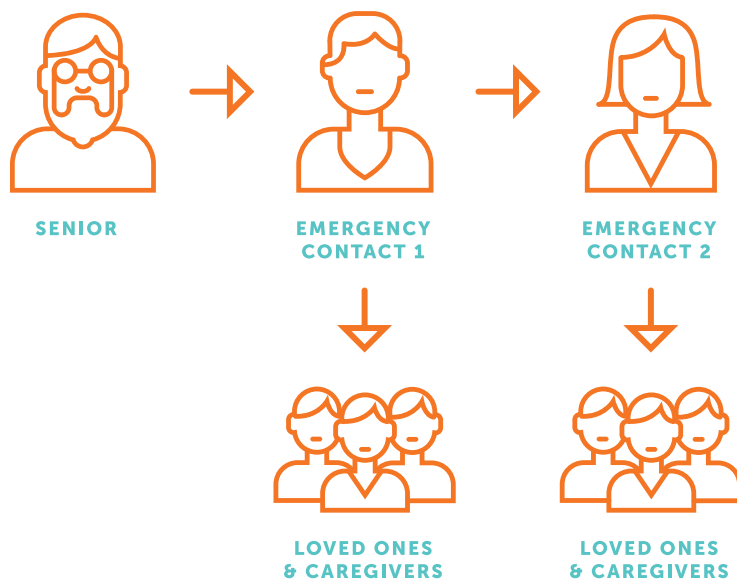 SENIOR
EMERGENCY
CONTACT 1
EMERGENCY
CONTACT 2
LOVED ONES
& CAREGIVERS
LOVED ONES
& CAREGIVERS